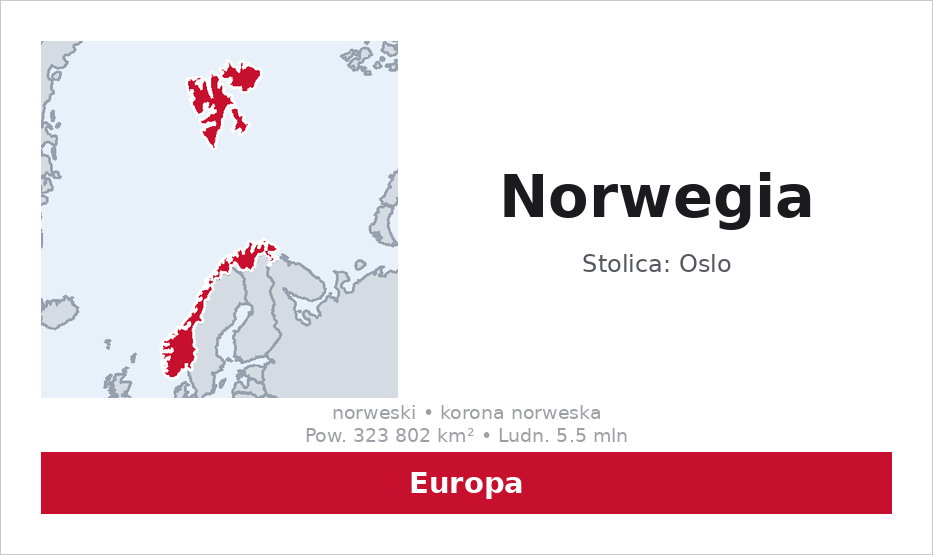 Norwegia
Stolica: Oslo
norweski • korona norweska
Pow. 323 802 km² • Ludn. 5.5 mln
Europa